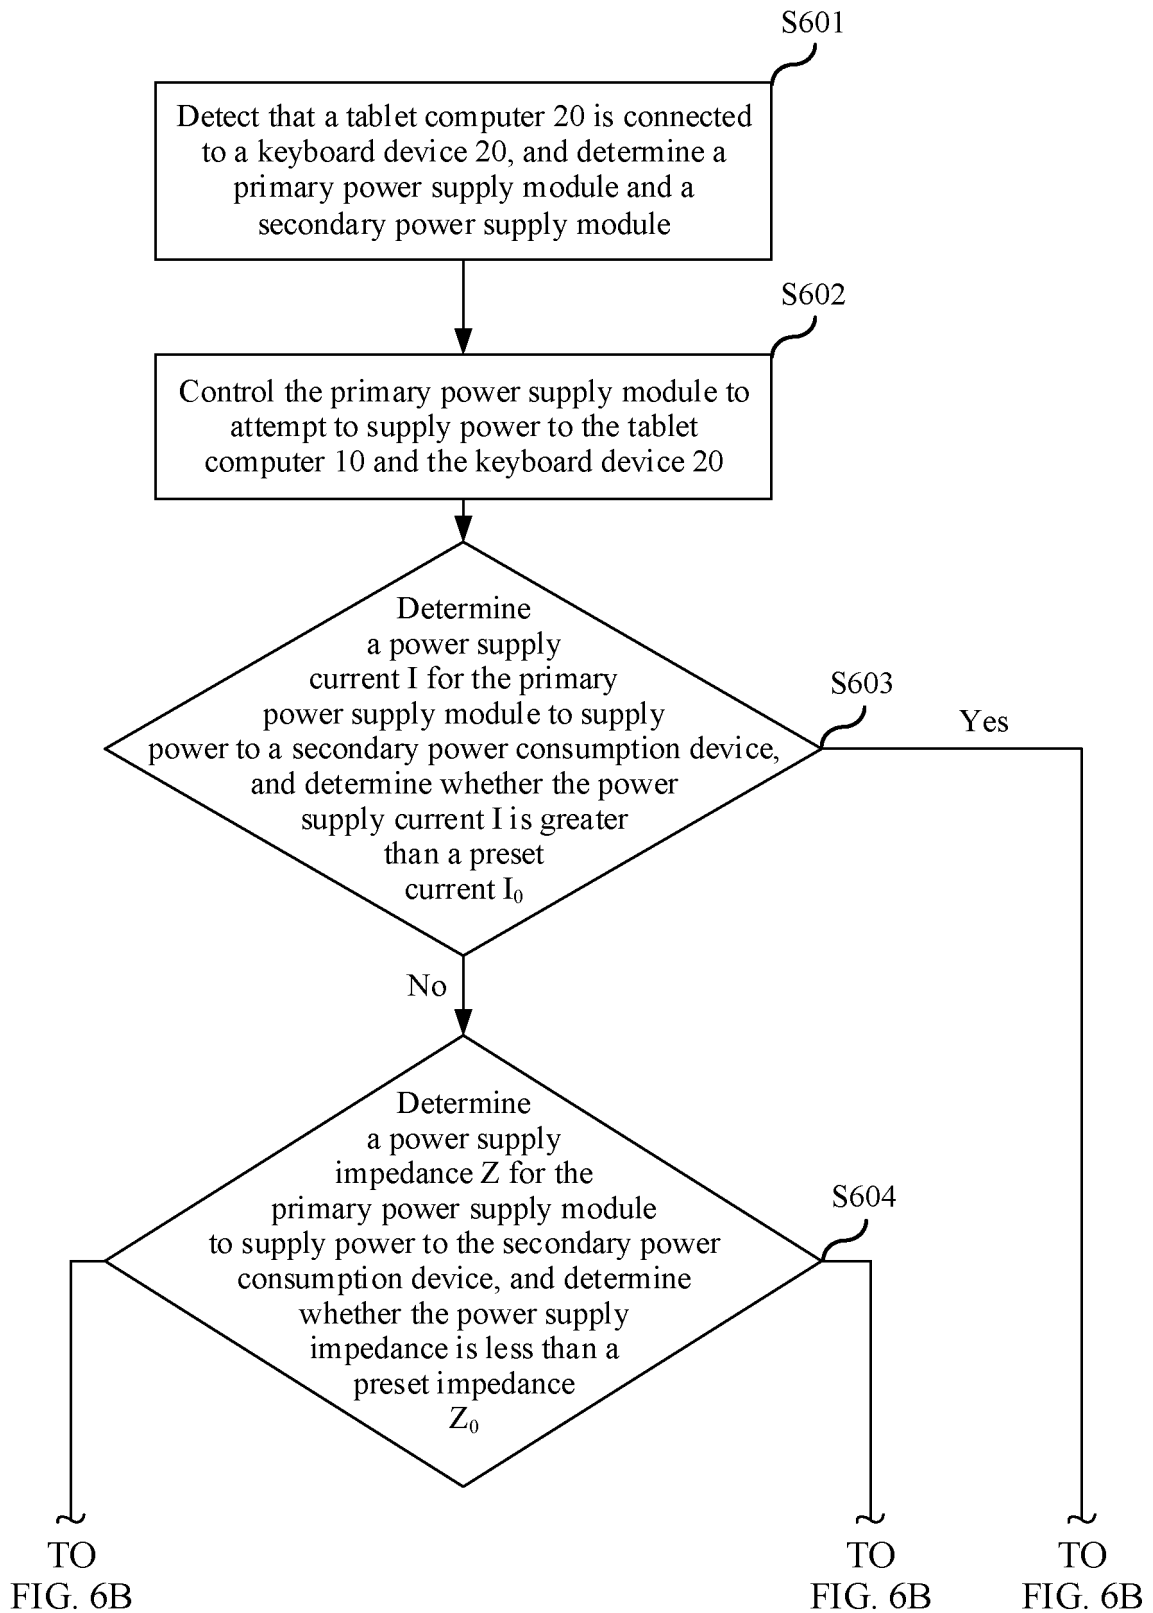 S601
Detect that a tablet computer 20 is connected
to a keyboard device 20, and determine a
primary power supply module and a
secondary power supply module
S602
Control the primary power supply module to
attempt to supply power to the tablet
computer 10 and the keyboard device 20
Determine
a power supply
current I for the primary
power supply module to supply
power to a secondary power consumption device,
and determine whether the power
supply current I is greater
than a preset
current I₀
S603
Yes
No
Determine
a power supply
impedance Z for the
primary power supply module
to supply power to the secondary power
consumption device, and determine
whether the power supply
impedance is less than a
preset impedance
Z₀
S604
TO
FIG. 6B
TO
FIG. 6B
TO
FIG. 6B